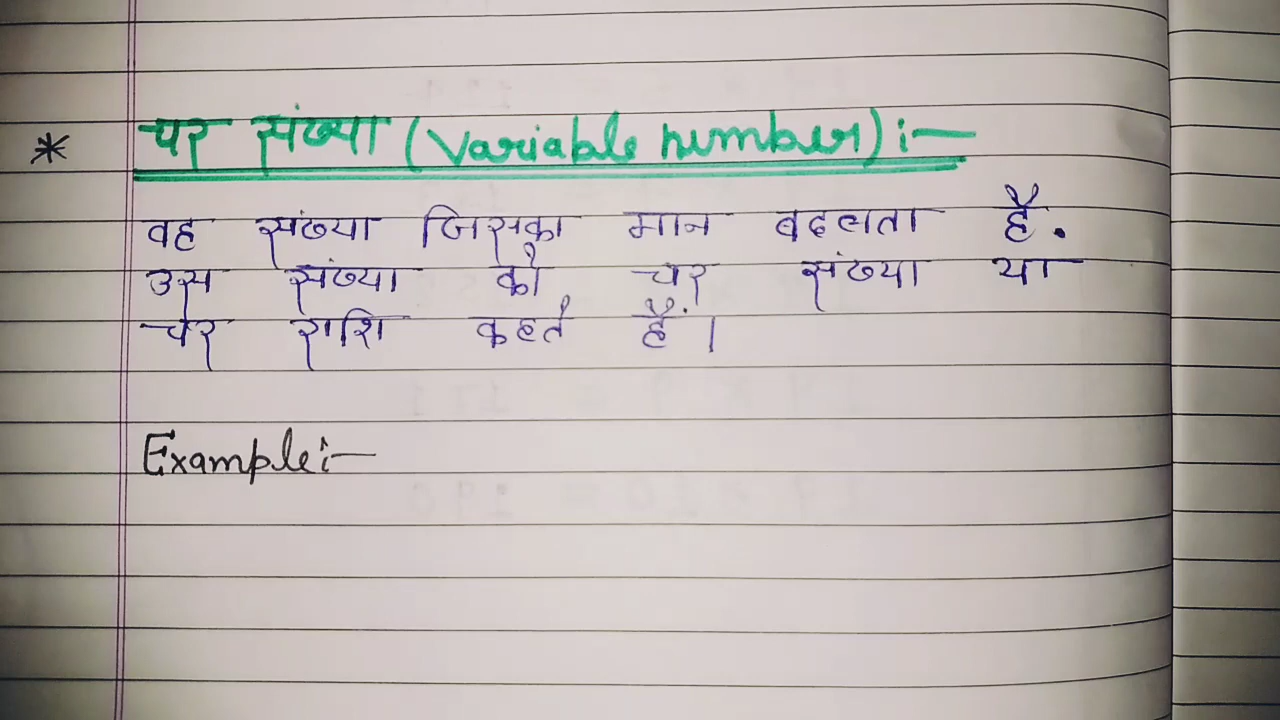 * चर संख्या (Variable number) :-
वह संख्या जिसका मान बदलता है.
उस संख्या को चर संख्या या
चर राशि कहते हैं।
Example:-